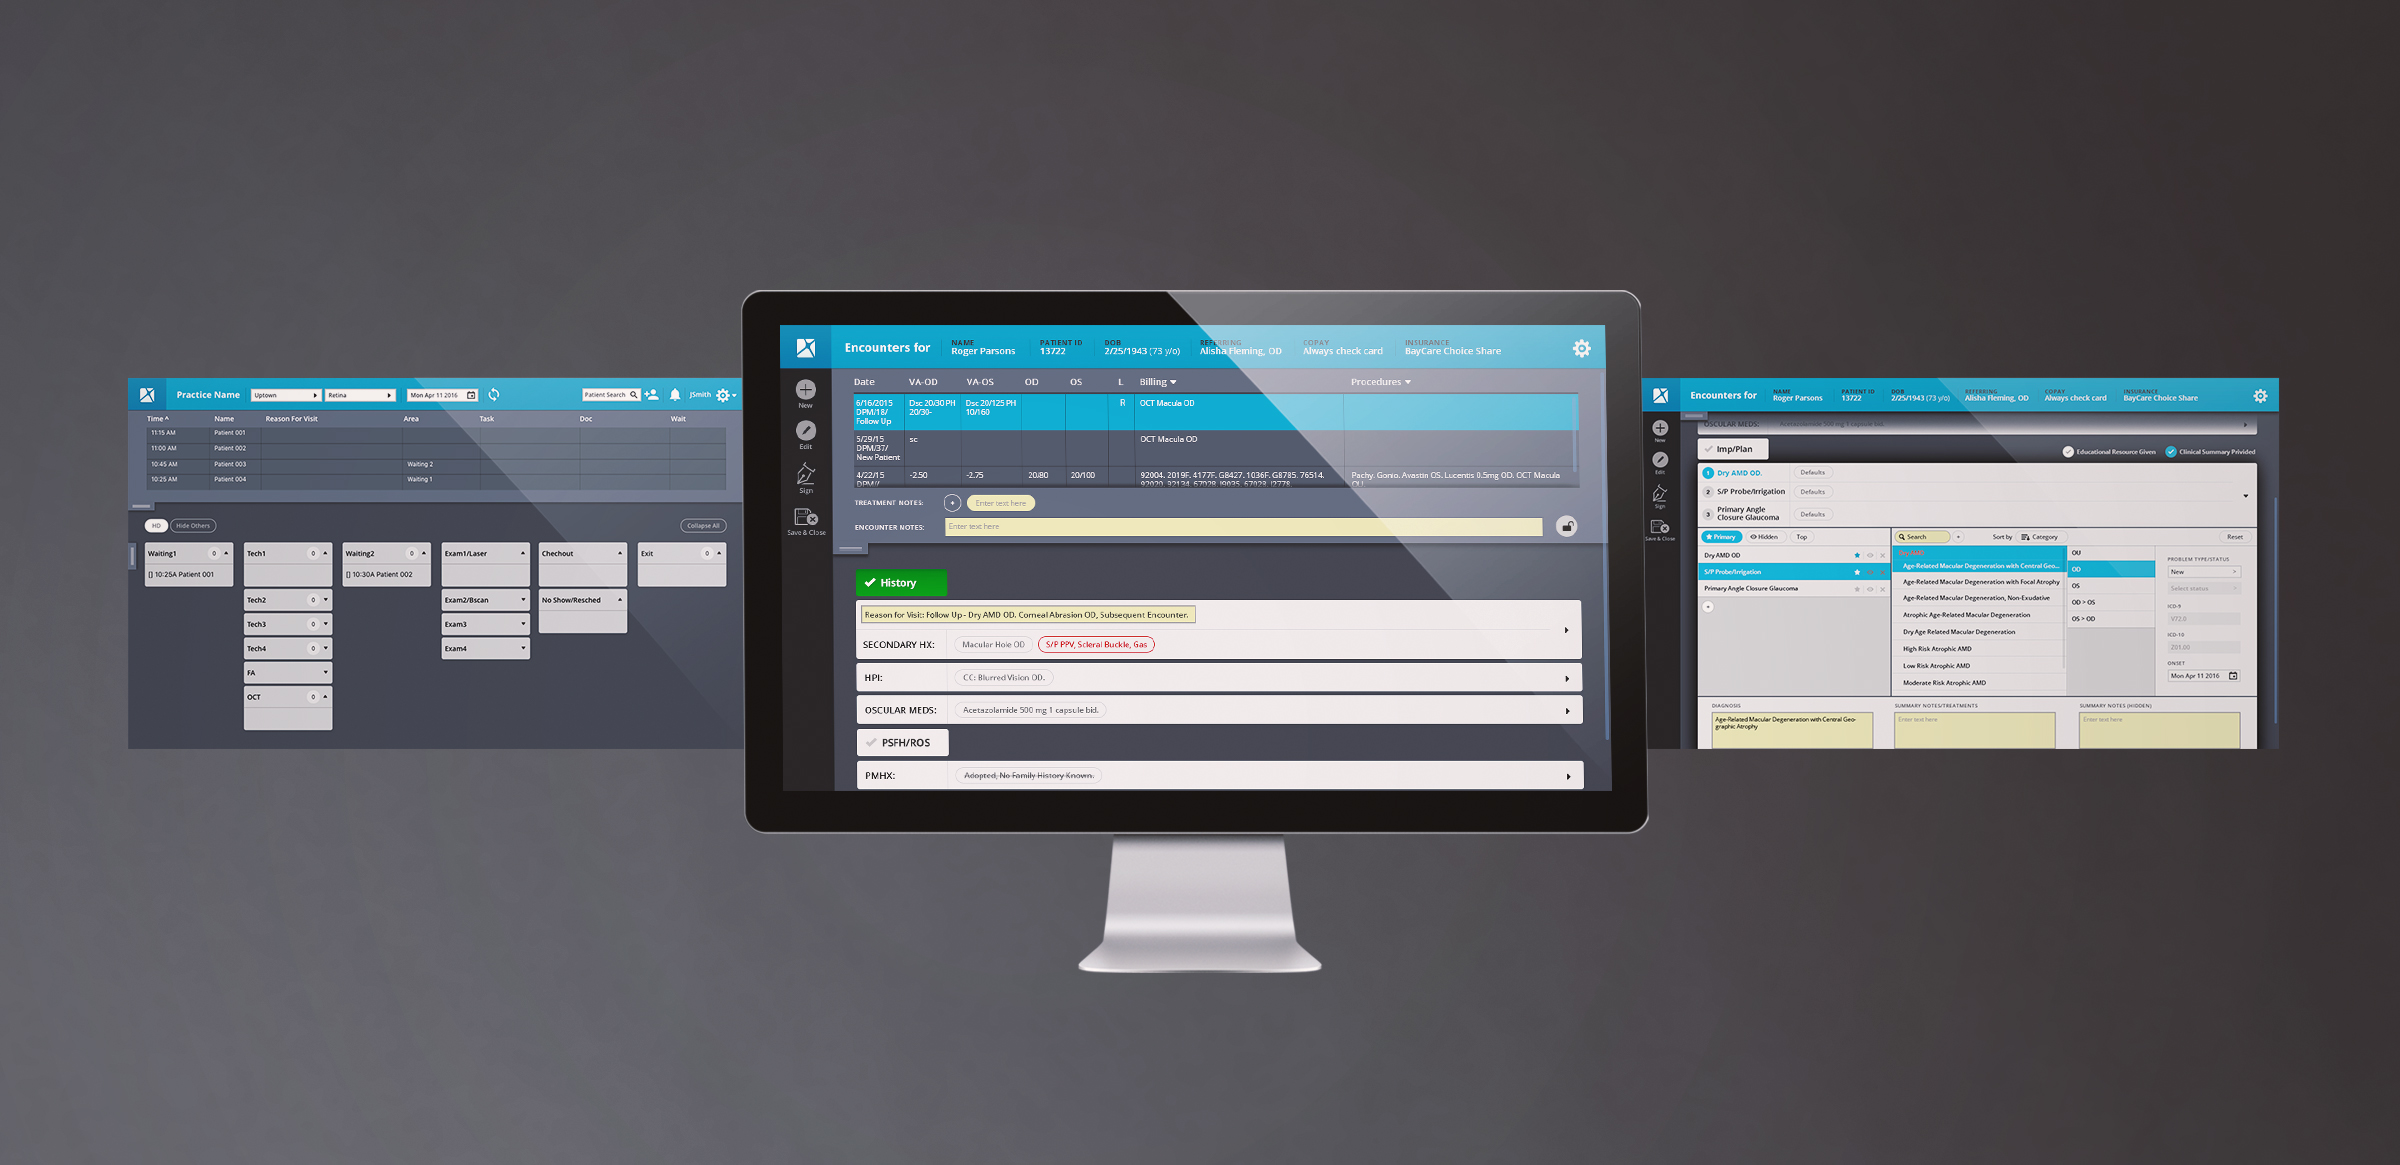 Practice Name
Uptown
Retina
Mon Apr 11 2016
Patient Search
JSmith
Time ^ Name Reason For Visit Area Task Doc Wait
11:15 AM Patient 001
11:00 AM Patient 002
10:45 AM Patient 003 Waiting 2
10:25 AM Patient 004 Waiting 1
HD
Hide Others
Collapse All
Waiting1 0
[] 10:25A Patient 001
Tech1 0
Tech2 0
Tech3 0
Tech4 0
FA
OCT 0
Waiting2 0
[] 10:30A Patient 002
Exam1/Laser
Exam2/Bscan
Exam3
Exam4
Chechout
No Show/Resched
Exit 0
Encounters for
NAME
Roger Parsons
PATIENT ID
13722
DOB
2/25/1943 (73 y/o)
REFERRING
Alisha Fleming, OD
COPAY
Always check card
INSURANCE
BayCare Choice Share
New
Edit
Sign
Save & Close
Date VA-OD VA-OS OD OS L Billing Procedures
6/16/2015 Dsc 20/30 PH Dsc 20/125 PH R OCT Macula OD
DPM/18/ 20/30- 10/160
Follow Up
5/29/15 sc OCT Macula OD
DPM/37/
New Patient
4/22/15 -2.50 -2.75 20/80 20/100 92004, 2019F, 4177F, G8427, 1036F, G8785, 76514, Pachy, Gonio, Avastin OS, Lucentis 0.5mg OD, OCT Macula
DPM// 92020, 92134, 67028, J9035, 67028, J2778 OU
TREATMENT NOTES:
+
Enter text here
ENCOUNTER NOTES:
Enter text here
History
Reason for Visit:: Follow Up - Dry AMD OD. Corneal Abrasion OD, Subsequent Encounter.
SECONDARY HX:
Macular Hole OD
S/P PPV, Scleral Buckle, Gas
HPI:
CC: Blurred Vision OD.
OSCULAR MEDS:
Acetazolamide 500 mg 1 capsule bid.
PSFH/ROS
PMHX:
Adopted, No Family History Known.
Encounters for
NAME
Roger Parsons
PATIENT ID
13722
DOB
2/25/1943 (73 y/o)
REFERRING
Alisha Fleming, OD
COPAY
Always check card
INSURANCE
BayCare Choice Share
New
Edit
Sign
Save & Close
OSCULAR MEDS: Acetazolamide 500 mg 1 capsule bid.
Imp/Plan
Educational Resource Given
Clinical Summary Privided
1 Dry AMD OD. Defaults
2 S/P Probe/Irrigation Defaults
3 Primary Angle Defaults
Closure Glaucoma
Primary
Hidden
Top
Dry AMD OD
S/P Probe/Irrigation
Primary Angle Closure Glaucoma
Search
Sort by
Category
Reset
Age-Related Macular Degeneration with Central Geo...
Age-Related Macular Degeneration with Focal Atrophy
Age-Related Macular Degeneration, Non-Exudative
Atrophic Age-Related Macular Degeneration
Dry Age Related Macular Degeneration
High Risk Atrophic AMD
Low Risk Atrophic AMD
Moderate Risk Atrophic AMD
OU
OD
OS
OD > OS
OS > OD
PROBLEM TYPE/STATUS
New
Select status
ICD-9
V72.0
ICD-10
Z01.00
ONSET
Mon Apr 11 2016
DIAGNOSIS
Age-Related Macular Degeneration with Central Geo-
graphic Atrophy
SUMMARY NOTES/TREATMENTS
Enter text here
SUMMARY NOTES (HIDDEN)
Enter text here